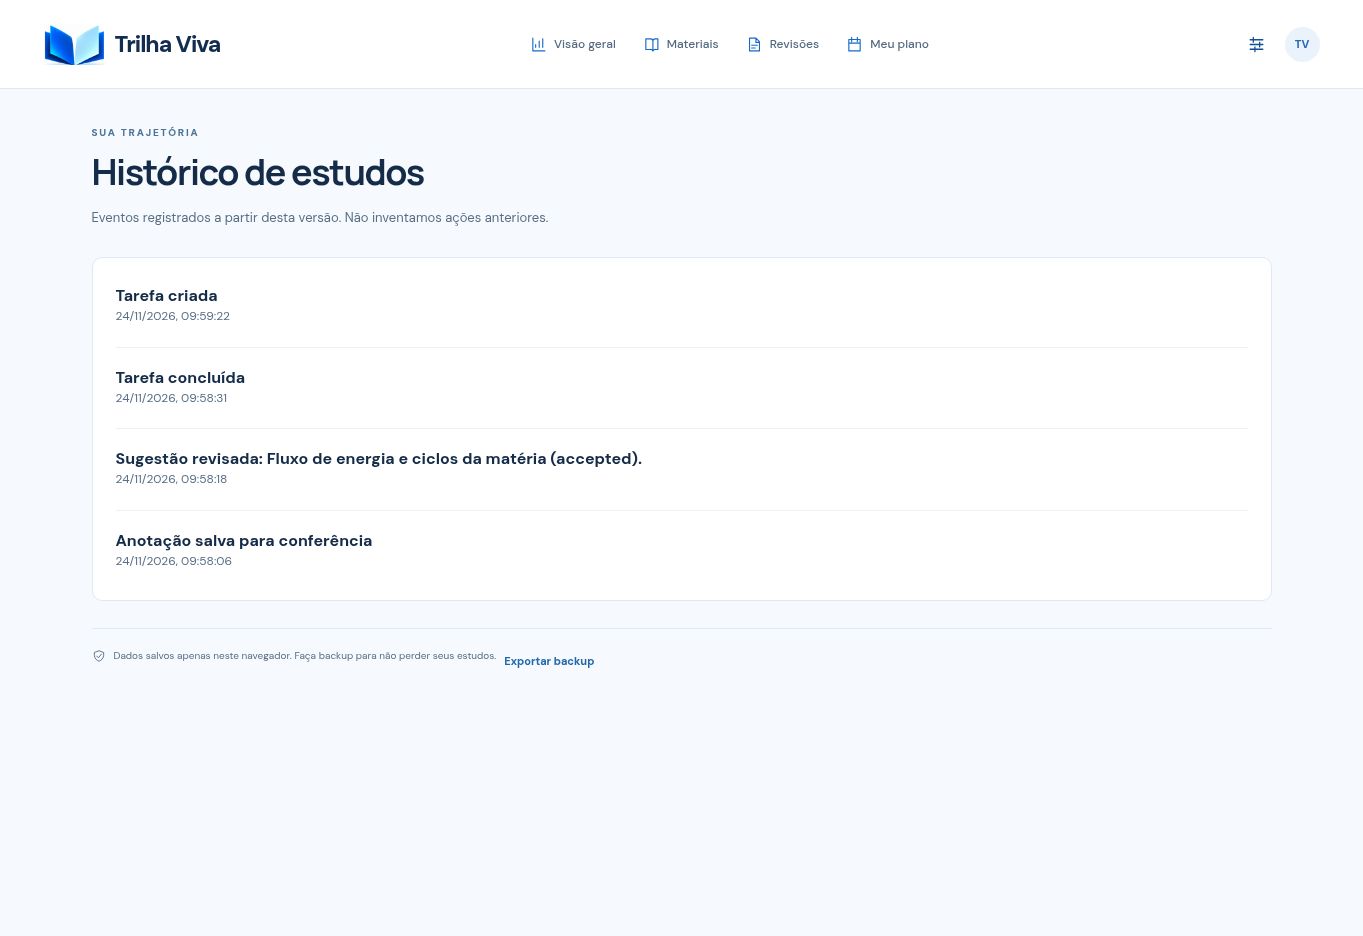 Trilha Viva
Visão geral
Materiais
Revisões
Meu plano
TV
SUA TRAJETÓRIA
Histórico de estudos
Eventos registrados a partir desta versão. Não inventamos ações anteriores.
Tarefa criada
24/11/2026, 09:59:22
Tarefa concluída
24/11/2026, 09:58:31
Sugestão revisada: Fluxo de energia e ciclos da matéria (accepted).
24/11/2026, 09:58:18
Anotação salva para conferência
24/11/2026, 09:58:06
Dados salvos apenas neste navegador. Faça backup para não perder seus estudos.
Exportar backup